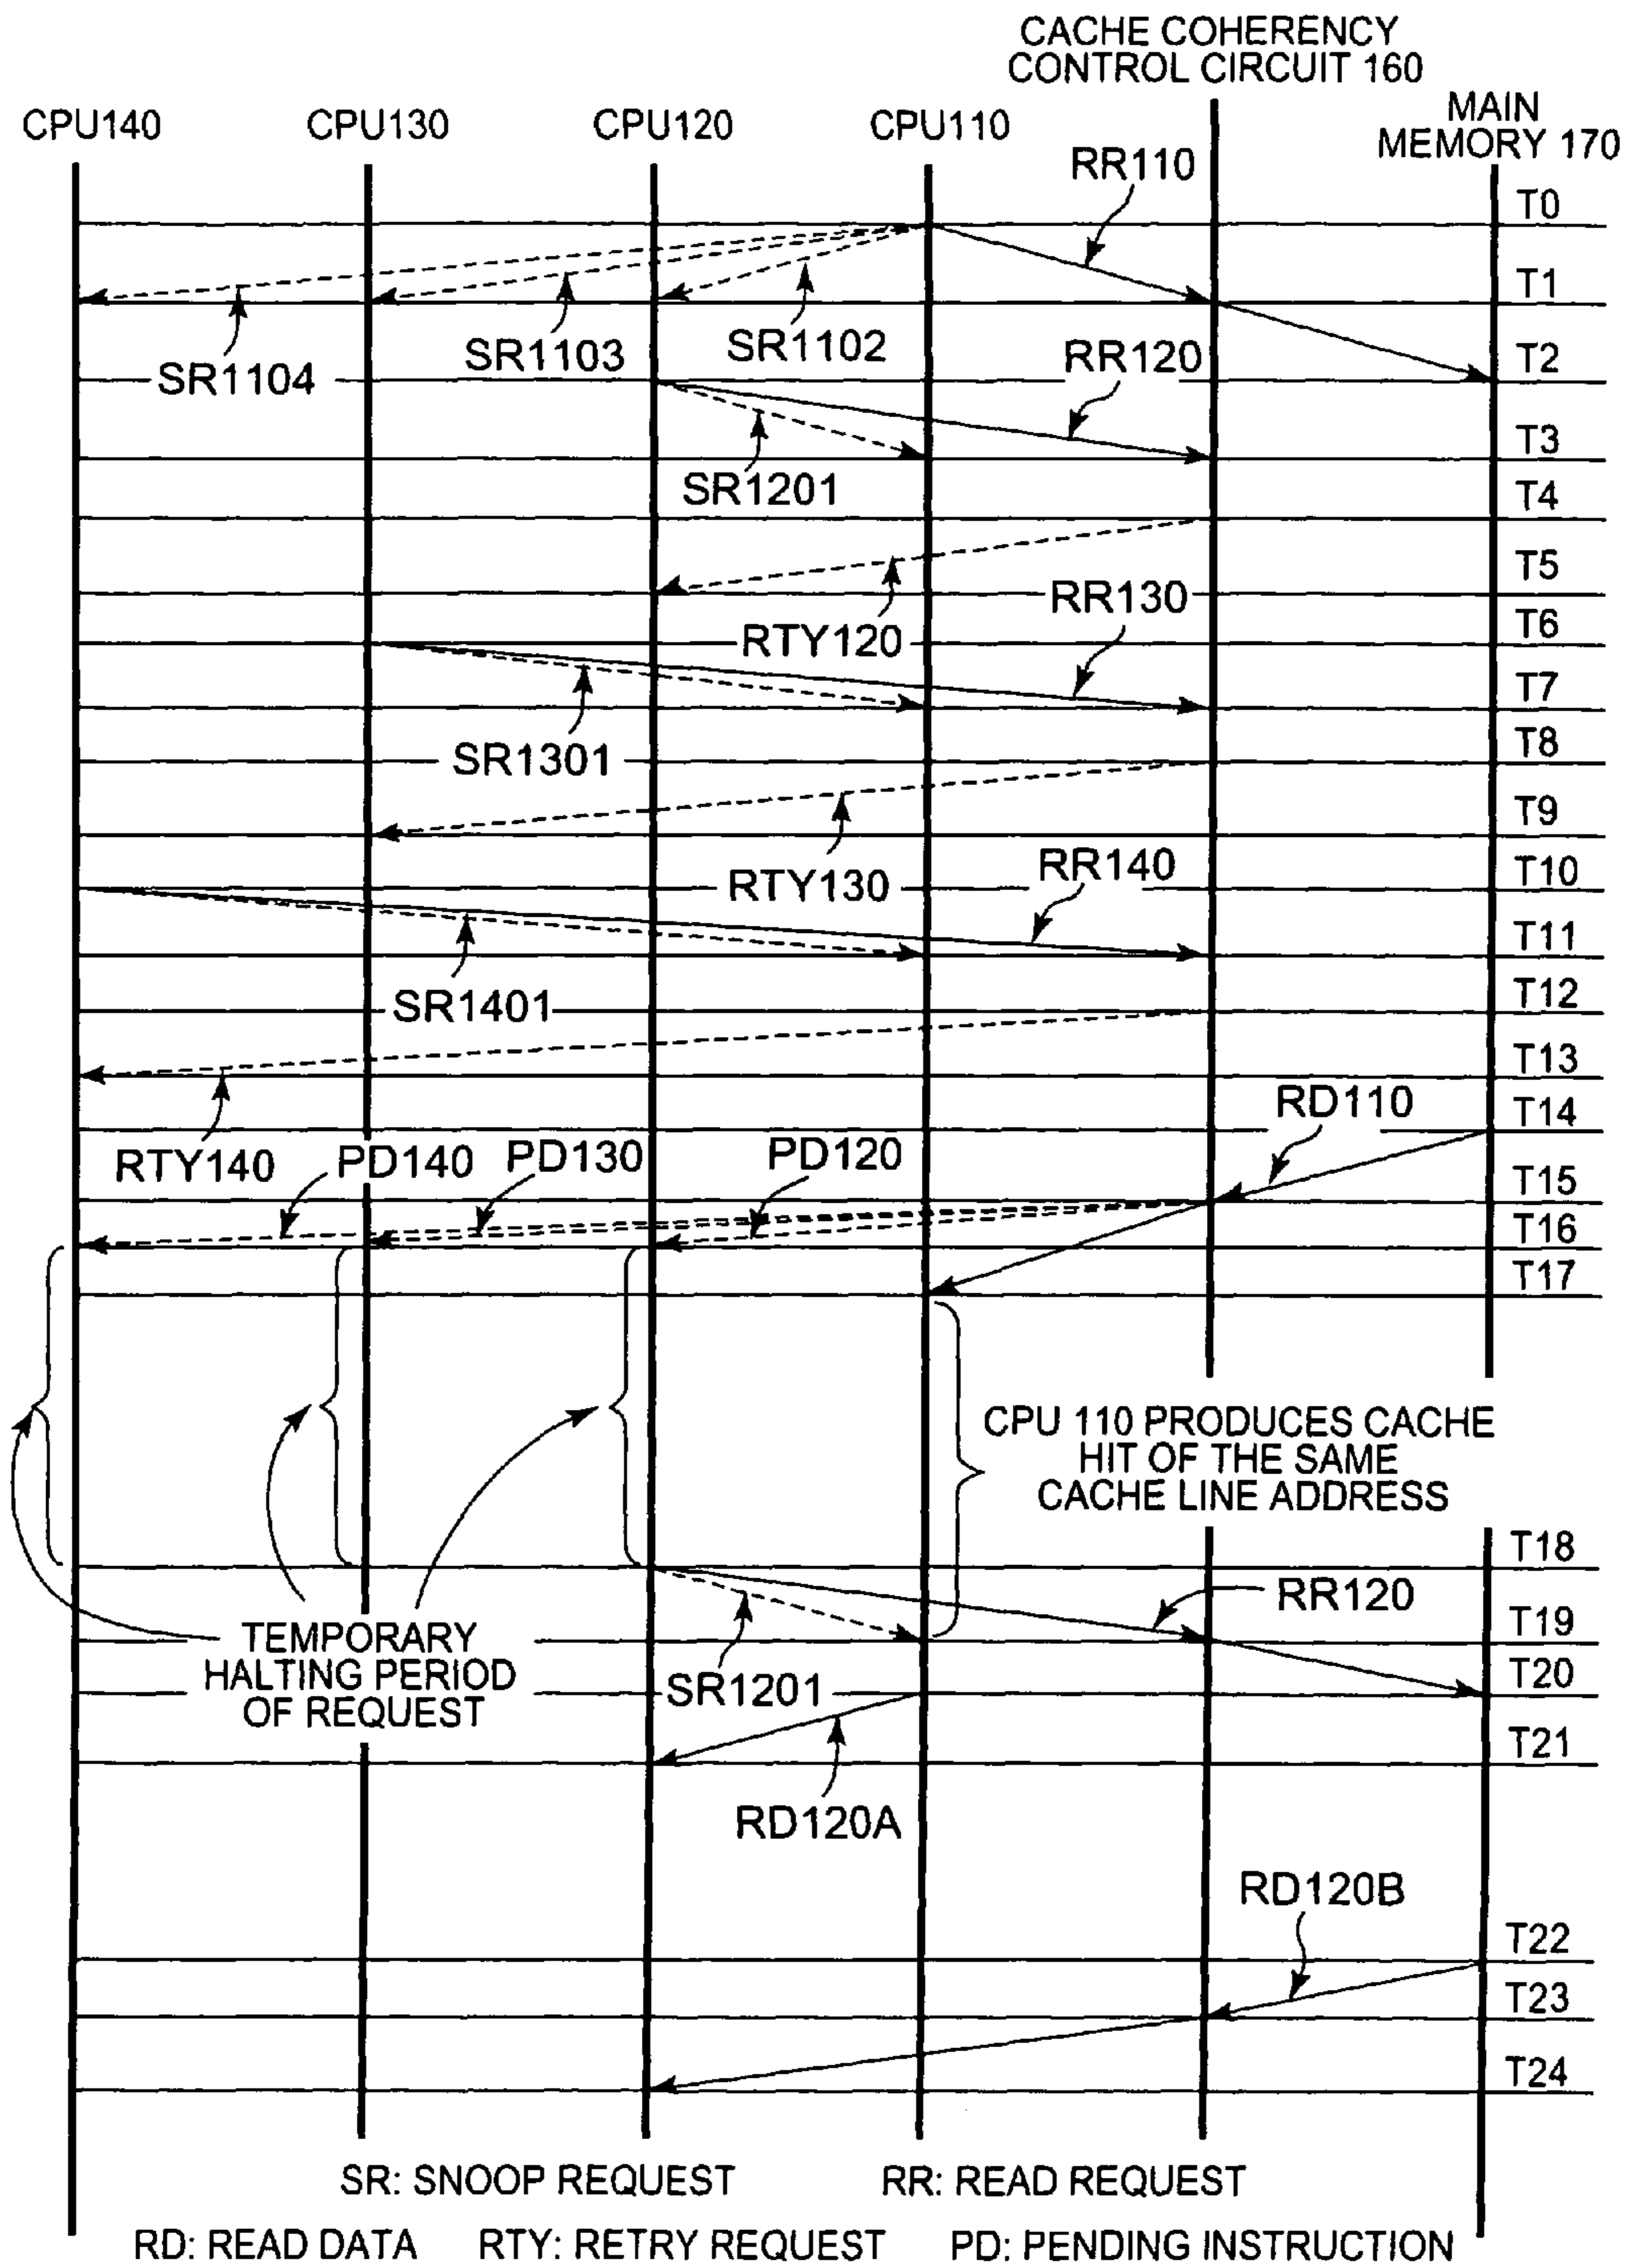 CACHE COHERENCY
CONTROL CIRCUIT 160
CPU140
CPU130
CPU120
CPU110
MAIN
MEMORY 170
RR110
T0
T1
SR1104
SR1103
SR1102
RR120
T2
T3
SR1201
T4
T5
RR130
RTY120
T6
T7
SR1301
T8
T9
RTY130
RR140
T10
T11
SR1401
T12
T13
RD110
T14
RTY140
PD140
PD130
PD120
T15
T16
T17
CPU 110 PRODUCES CACHE
HIT OF THE SAME
CACHE LINE ADDRESS
T18
RR120
TEMPORARY
HALTING PERIOD
OF REQUEST
T19
SR1201
T20
T21
RD120A
RD120B
T22
T23
T24
SR: SNOOP REQUEST
RR: READ REQUEST
RD: READ DATA
RTY: RETRY REQUEST
PD: PENDING INSTRUCTION